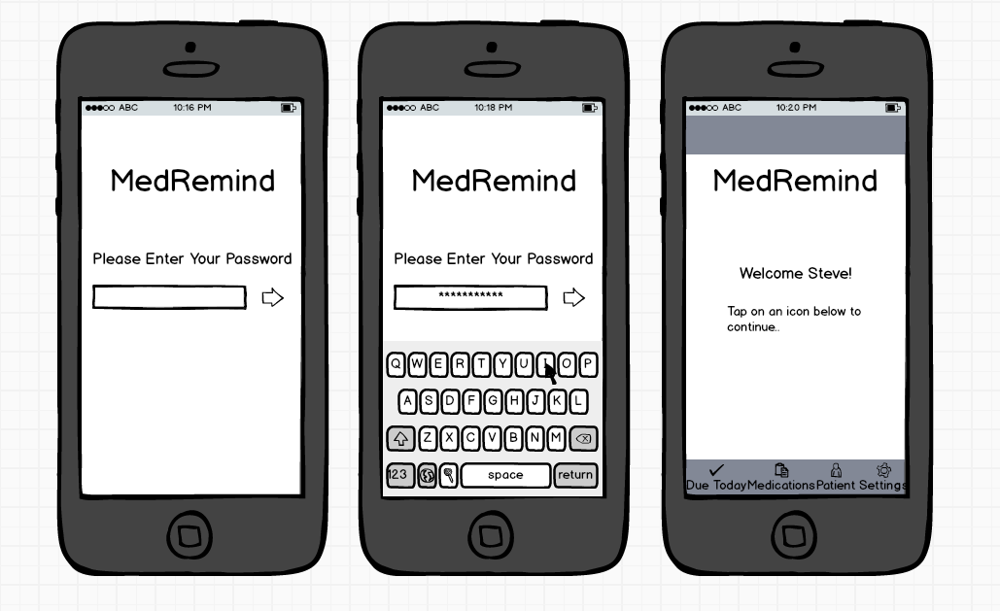 ●●●○○ ABC 10:16 PM
MedRemind
Please Enter Your Password
●●●○○ ABC 10:18 PM
MedRemind
Please Enter Your Password
***********
Q W E R T Y U I O P
A S D F G H J K L
Z X C V B N M
123 space return
●●●○○ ABC 10:20 PM
MedRemind
Welcome Steve!
Tap on an icon below to
continue..
Due Today Medications Patient Settings